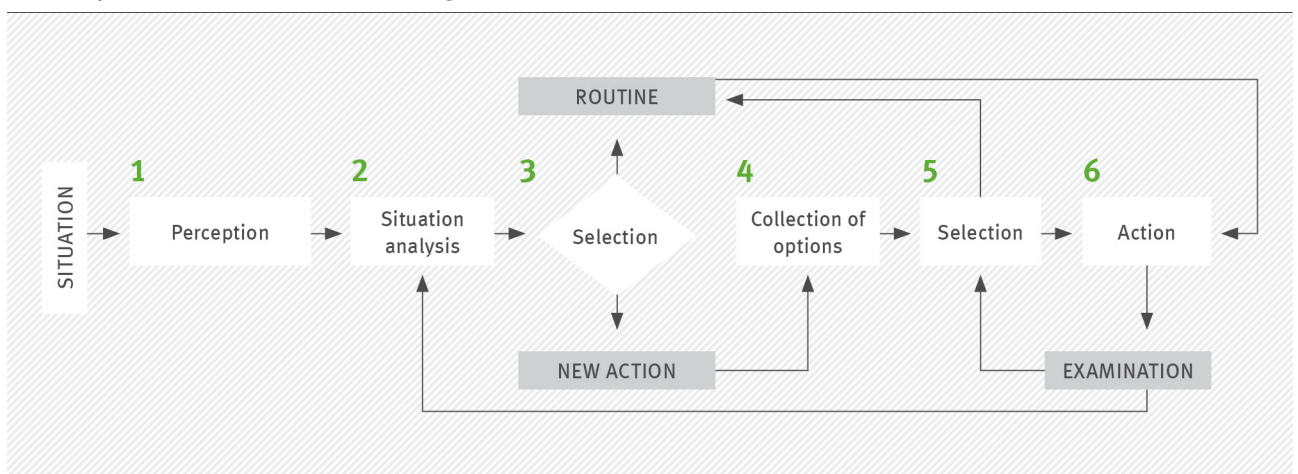 ROUTINE
1
2
3
4
5
6
SITUATION
Perception
Situation
analysis
Selection
Collection of
options
Selection
Action
NEW ACTION
EXAMINATION